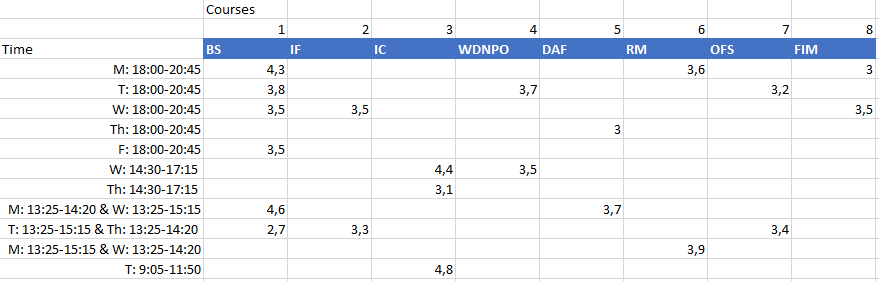 Courses
1 2 3 4 5 6 7 8
Time BS IF IC WDNPO DAF RM OFS FIM
M: 18:00-20:45 4,3 3,6 3
T: 18:00-20:45 3,8 3,7 3,2
W: 18:00-20:45 3,5 3,5 3,5
Th: 18:00-20:45 3
F: 18:00-20:45 3,5
W: 14:30-17:15 4,4 3,5
Th: 14:30-17:15 3,1
M: 13:25-14:20 & W: 13:25-15:15 4,6 3,7
T: 13:25-15:15 & Th: 13:25-14:20 2,7 3,3 3,4
M: 13:25-15:15 & W: 13:25-14:20 3,9
T: 9:05-11:50 4,8